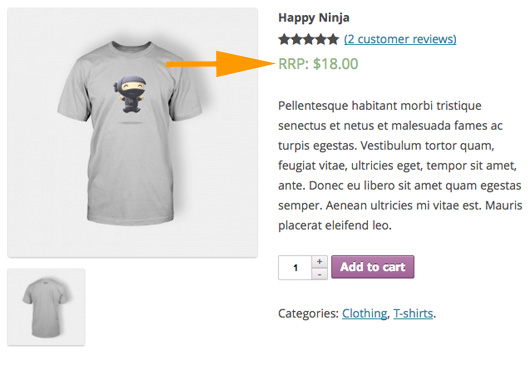 Happy Ninja
(2 customer reviews)
RRP: $18.00
Pellentesque habitant morbi tristique
senectus et netus et malesuada fames ac
turpis egestas. Vestibulum tortor quam,
feugiat vitae, ultricies eget, tempor sit amet,
ante. Donec eu libero sit amet quam egestas
semper. Aenean ultricies mi vitae est. Mauris
placerat eleifend leo.
1 + - Add to cart
Categories: Clothing, T-shirts.